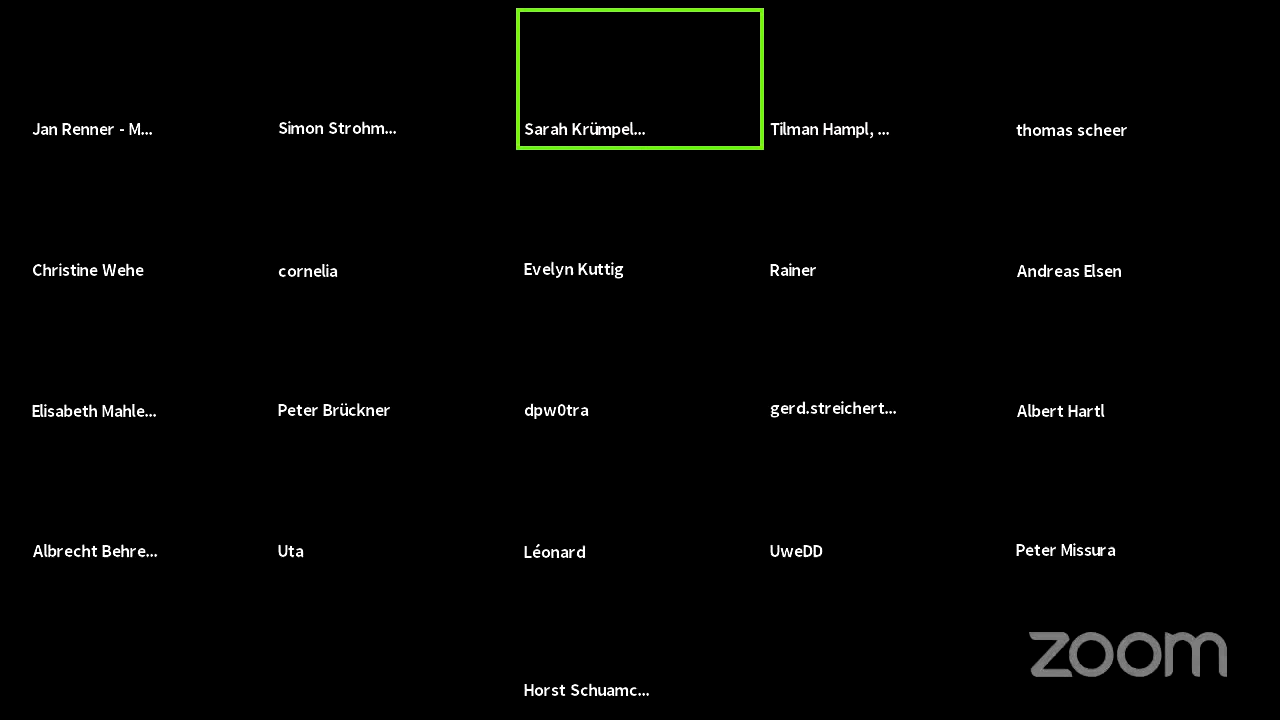 Jan Renner - M...
Simon Strohm...
Sarah Krümpel...
Tilman Hampl, ...
thomas scheer
Christine Wehe
cornelia
Evelyn Kuttig
Rainer
Andreas Elsen
Elisabeth Mahle...
Peter Brückner
dpw0tra
gerd.streichert...
Albert Hartl
Albrecht Behre...
Uta
Léonard
UweDD
Peter Missura
Horst Schuamc...
zoom